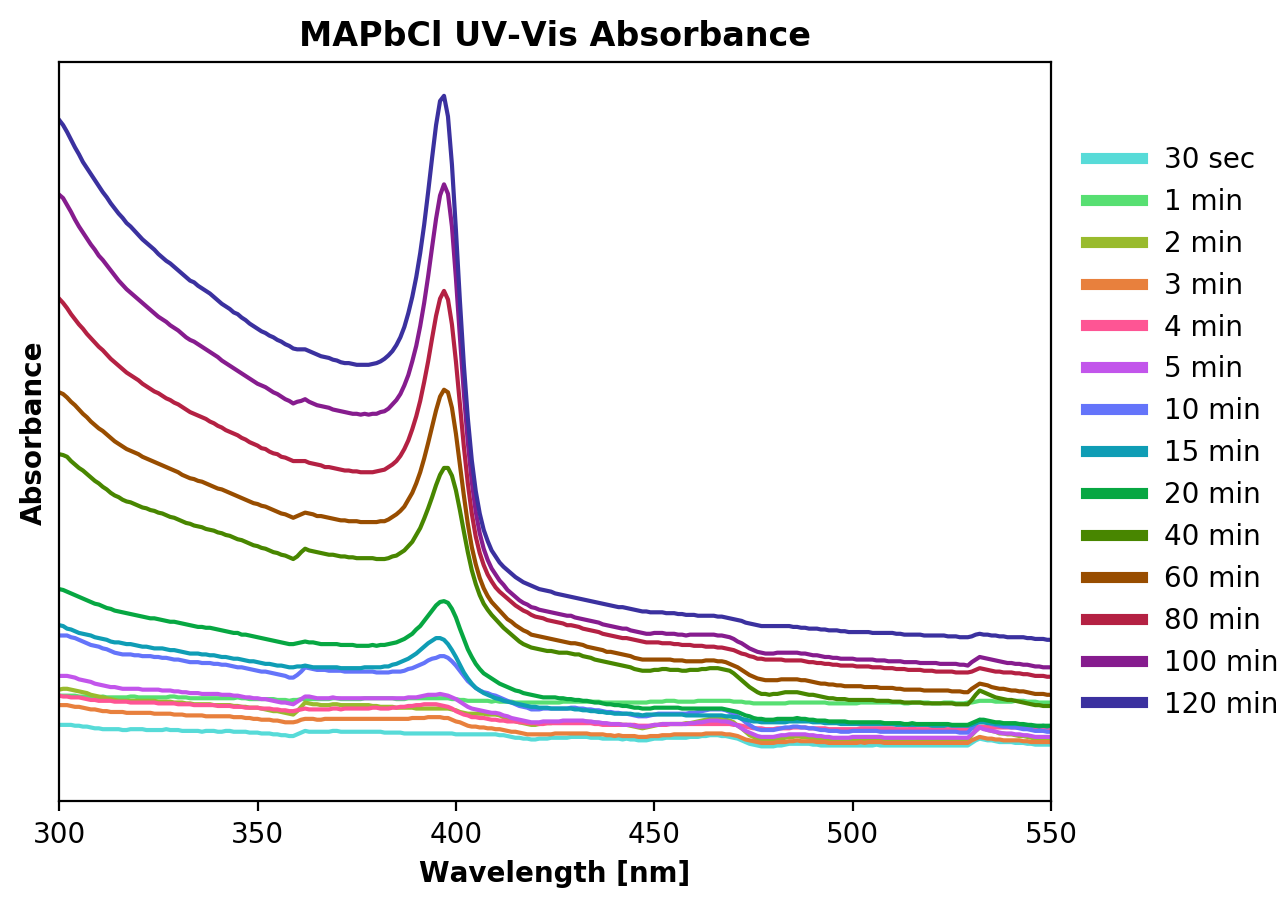 MAPbCl UV-Vis Absorbance
Absorbance
30 sec
1 min
2 min
3 min
4 min
5 min
10 min
15 min
20 min
40 min
60 min
80 min
100 min
120 min
300 350 400 450 500 550
Wavelength [nm]